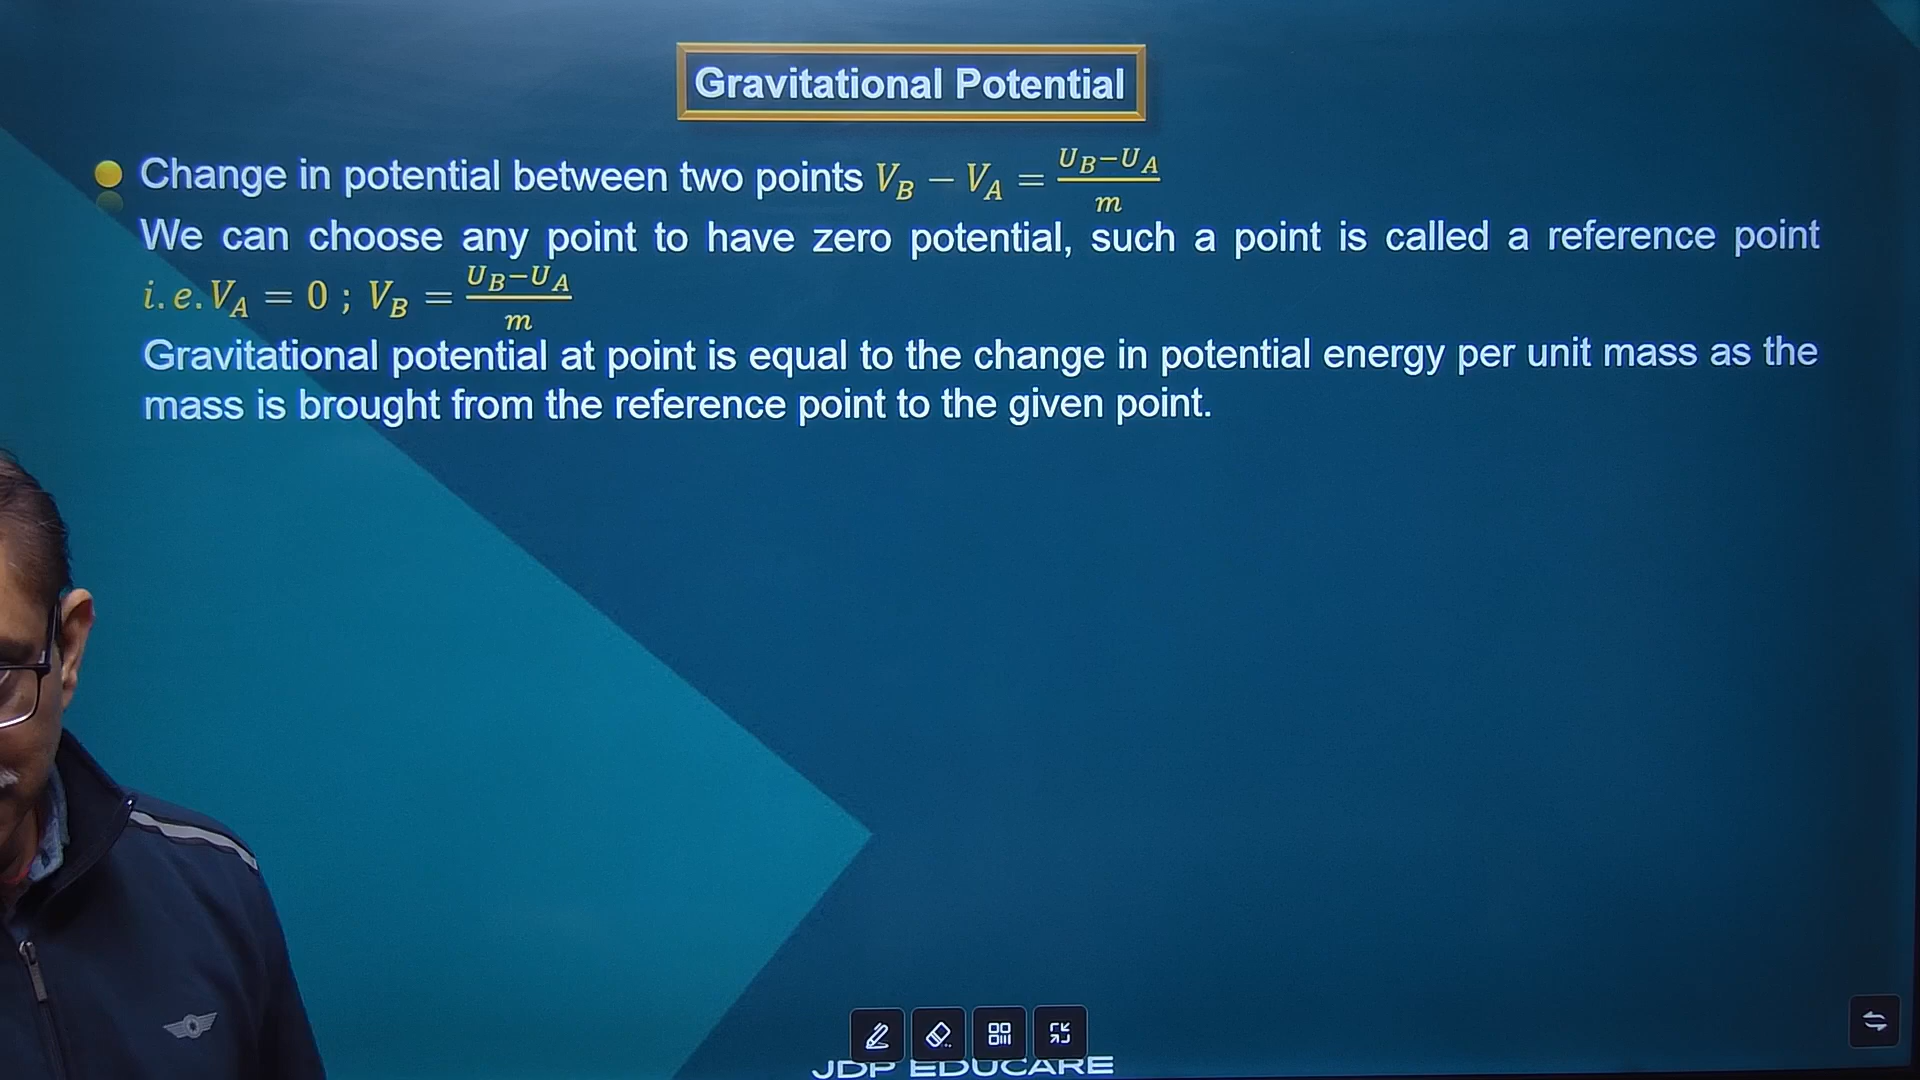 Gravitational Potential
Change in potential between two points V_B − V_A = (U_B−U_A)/m
We can choose any point to have zero potential, such a point is called a reference point
i.e. V_A = 0 ; V_B = (U_B−U_A)/m
Gravitational potential at point is equal to the change in potential energy per unit mass as the
mass is brought from the reference point to the given point.
JDP EDUCARE